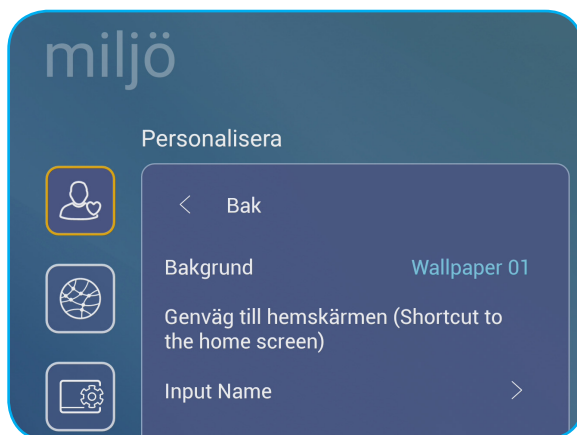 miljö
Personalisera
Bak
Bakgrund Wallpaper 01
Genväg till hemskärmen (Shortcut to
the home screen)
Input Name